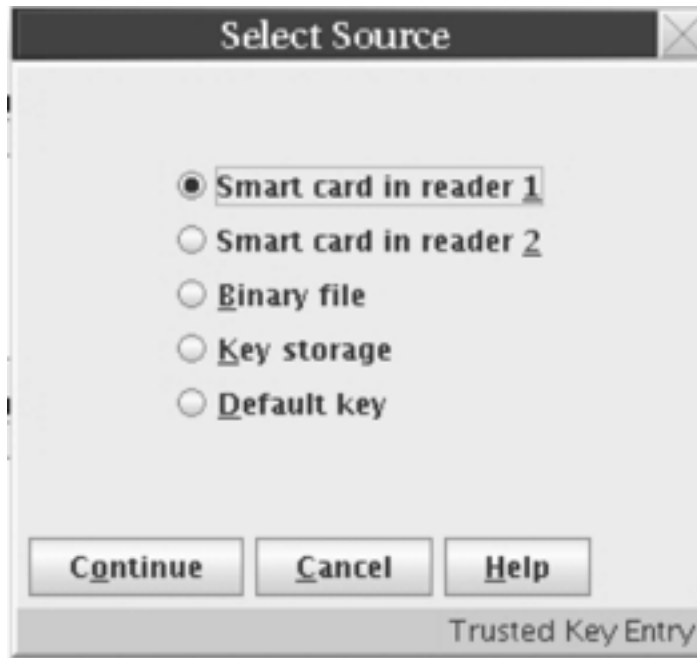 Select Source
Smart card in reader 1
Smart card in reader 2
Binary file
Key storage
Default key
Continue Cancel Help
Trusted Key Entry